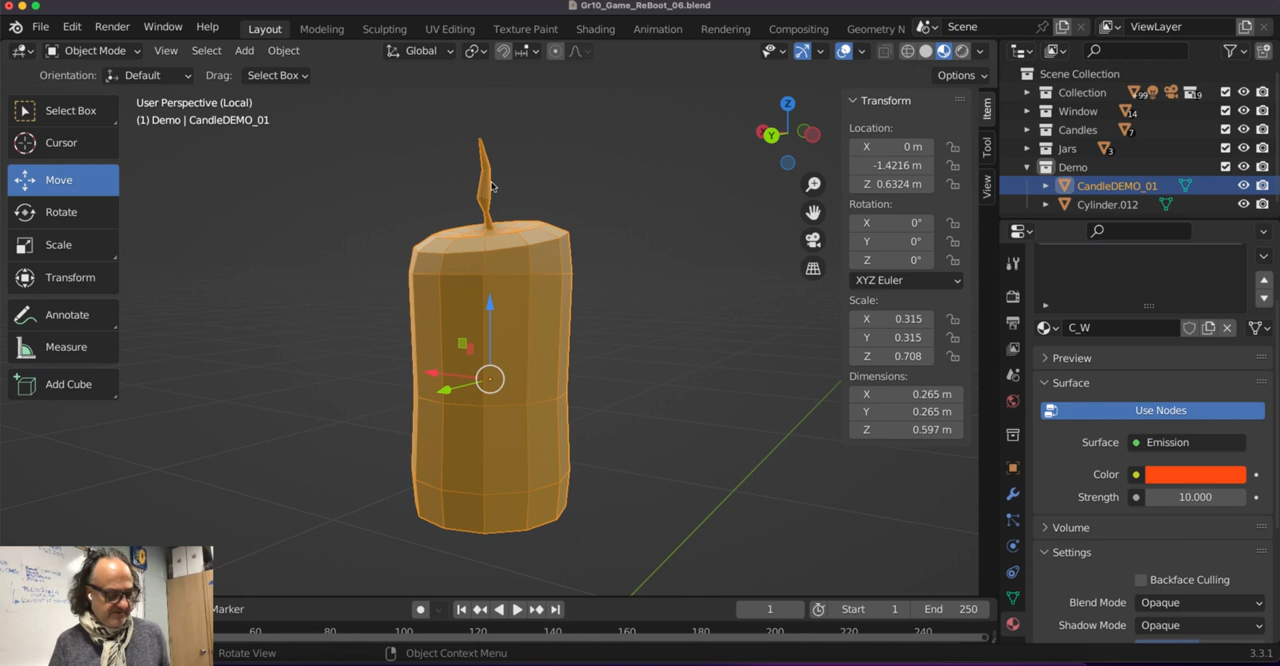 Gr10_Game_ReBoot_06.blend
File Edit Render Window Help Layout Modeling Sculpting UV Editing Texture Paint Shading Animation Rendering Compositing Geometry N Scene ViewLayer
Object Mode View Select Add Object Global
Orientation: Default Drag: Select Box Options
Select Box
Cursor
Move
Rotate
Scale
Transform
Annotate
Measure
Add Cube
User Perspective (Local)
(1) Demo | CandleDEMO_01
Z
X
Y
Transform
Location:
X 0 m
-1.4216 m
Z 0.6324 m
Rotation:
X 0°
Y 0°
Z 0°
XYZ Euler
Scale:
X 0.315
Y 0.315
Z 0.708
Dimensions:
X 0.265 m
Y 0.265 m
Z 0.597 m
Item
Tool
View
Scene Collection
Collection 99 19
Window 14
Candles 7
Jars 3
Demo
CandleDEMO_01
Cylinder.012
C_W
Preview
Surface
Use Nodes
Surface Emission
Color
Strength 10.000
Volume
Settings
Backface Culling
Blend Mode Opaque
Shadow Mode Opaque
Marker 1 Start 1 End 250
60 80 100 120 140 160 180 200 220 240
Rotate View Object Context Menu 3.3.1